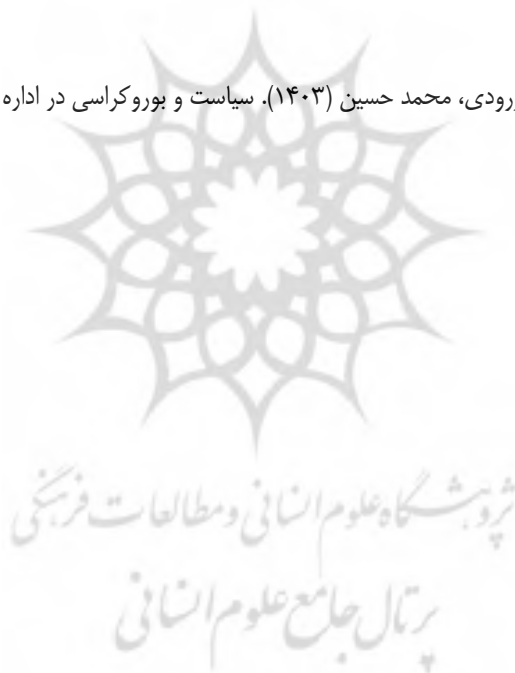 رودی، محمد حسین (۱۴۰۳). سیاست و بوروکراسی در اداره
پژوهشگاه علوم انسانی و مطالعات فرهنگی
پرتال جامع علوم انسانی